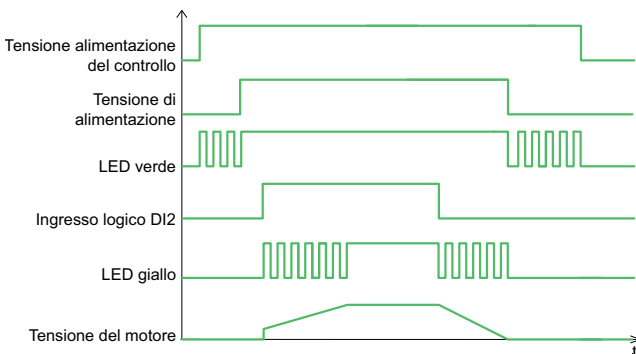 Tensione alimentazione
del controllo
Tensione di
alimentazione
LED verde
Ingresso logico DI2
LED giallo
Tensione del motore
t